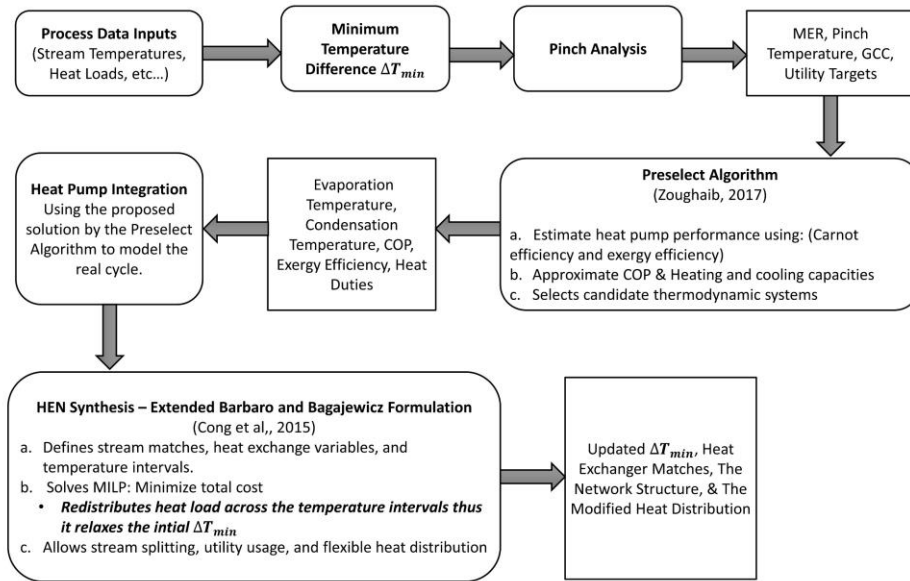 Process Data Inputs
(Stream Temperatures,
Heat Loads, etc…)
Minimum
Temperature
Difference ΔT_min
Pinch Analysis
MER, Pinch
Temperature, GCC,
Utility Targets
Preselect Algorithm
(Zoughaib, 2017)
a. Estimate heat pump performance using: (Carnot
efficiency and exergy efficiency)
b. Approximate COP & Heating and cooling capacities
c. Selects candidate thermodynamic systems
Evaporation
Temperature,
Condensation
Temperature, COP,
Exergy Efficiency, Heat
Duties
Heat Pump Integration
Using the proposed
solution by the Preselect
Algorithm to model the
real cycle.
HEN Synthesis – Extended Barbaro and Bagajewicz Formulation
(Cong et al,, 2015)
a. Defines stream matches, heat exchange variables, and
temperature intervals.
b. Solves MILP: Minimize total cost
• Redistributes heat load across the temperature intervals thus
it relaxes the intial ΔT_min
c. Allows stream splitting, utility usage, and flexible heat distribution
Updated ΔT_min, Heat
Exchanger Matches, The
Network Structure, & The
Modified Heat Distribution